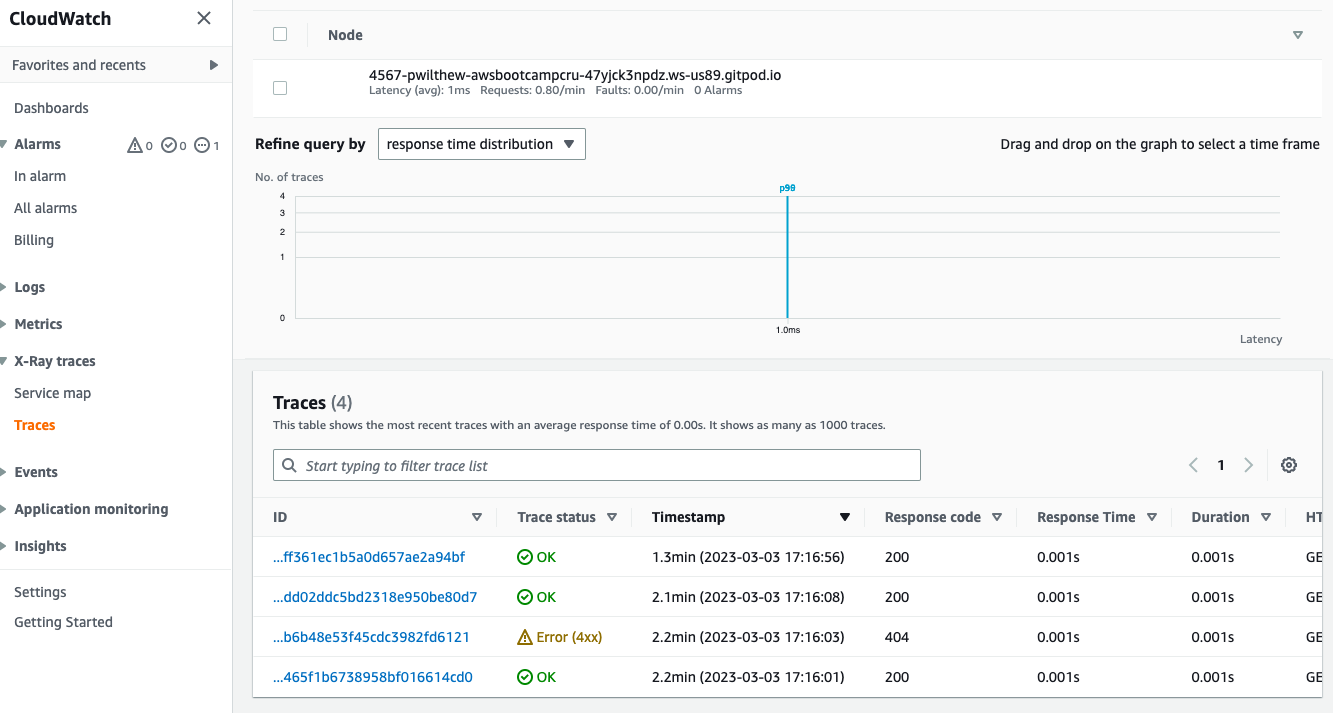 CloudWatch
Favorites and recents
Dashboards
Alarms 0 0 1
In alarm
All alarms
Billing
Logs
Metrics
X-Ray traces
Service map
Traces
Events
Application monitoring
Insights
Settings
Getting Started
Node
4567-pwilthew-awsbootcampcru-47yjck3npdz.ws-us89.gitpod.io
Latency (avg): 1ms Requests: 0.80/min Faults: 0.00/min 0 Alarms
Refine query by response time distribution Drag and drop on the graph to select a time frame
No. of traces
4
3
2
1
0
1.0ms
Latency
Traces (4)
This table shows the most recent traces with an average response time of 0.00s. It shows as many as 1000 traces.
Start typing to filter trace list 1
ID Trace status Timestamp Response code Response Time Duration HT
...ff361ec1b5a0d657ae2a94bf OK 1.3min (2023-03-03 17:16:56) 200 0.001s 0.001s GE
...dd02ddc5bd2318e950be80d7 OK 2.1min (2023-03-03 17:16:08) 200 0.001s 0.001s GE
...b6b48e53f45cdc3982fd6121 Error (4xx) 2.2min (2023-03-03 17:16:03) 404 0.001s 0.001s GE
...465f1b6738958bf016614cd0 OK 2.2min (2023-03-03 17:16:01) 200 0.001s 0.001s GE